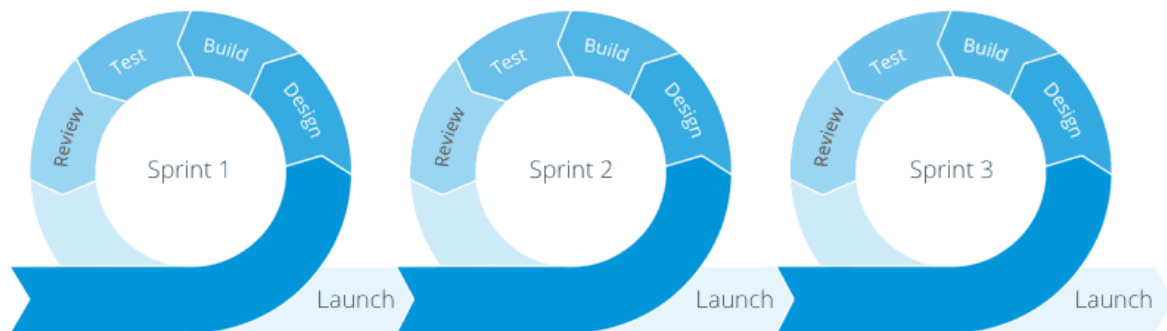 Test
Build
Design
Review
Sprint 1
Launch
Test
Build
Design
Review
Sprint 2
Launch
Test
Build
Design
Review
Sprint 3
Launch